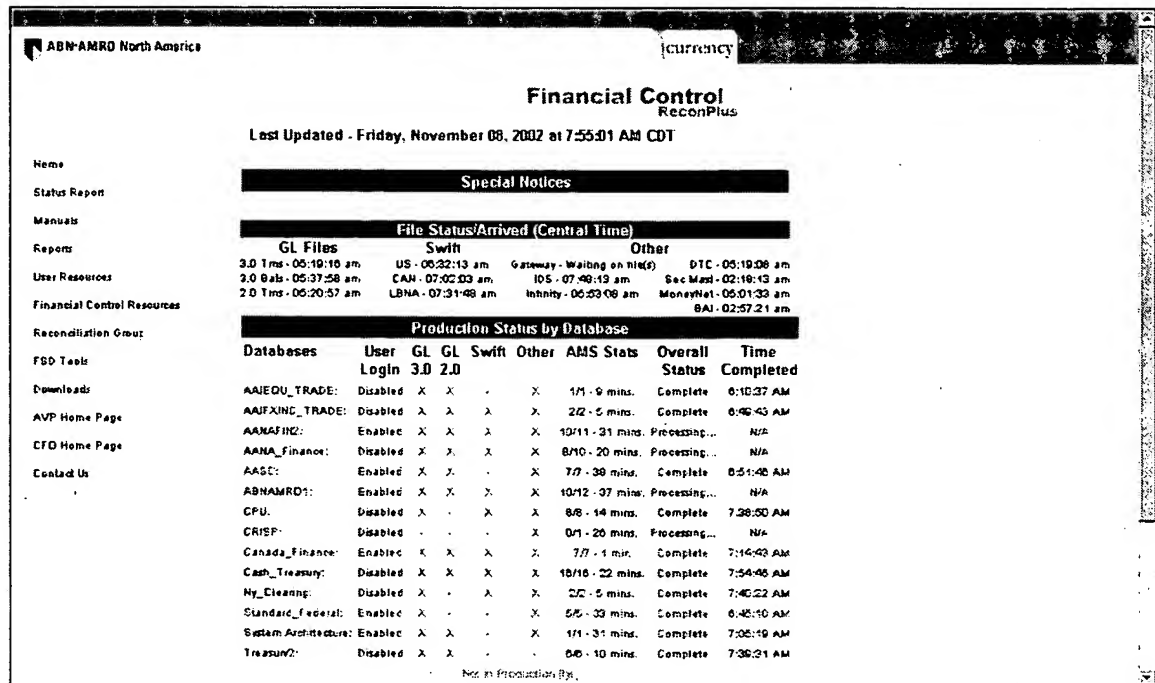 ABN·AMRO North America
currency
Financial Control
ReconPlus
Last Updated - Friday, November 08, 2002 at 7:55:01 AM CDT
Home
Status Report
Manuals
Reports
User Resources
Financial Control Resources
Reconciliation Group
FSD Tools
Downloads
AVP Home Page
CFO Home Page
Contact Us
Special Notices
File Status/Arrived (Central Time)
GL Files Swift Other
3.0 Trns - 05:19:16 am US - 06:32:13 am Gateway - Waiting on file(s) DTC - 05:19:08 am
3.0 Bals - 05:37:58 am CAN - 07:02:03 am IDS - 07:48:13 am Sec Mast - 02:18:13 am
2.0 Trns - 05:20:57 am LBNA - 07:31:48 am Infinity - 06:53:08 am MoneyNet - 05:01:33 am
BAI - 02:57:21 am
Production Status by Database
Databases User Login GL 3.0 GL 2.0 Swift Other AMS Stats Overall Status Time Completed
AAIEQU_TRADE: Disabled X X - X 1/1 - 9 mins. Complete 6:10:37 AM
AAIFXINC_TRADE: Disabled X X X X 2/2 - 5 mins. Complete 6:49:43 AM
AANAFIN2: Enabled X X X X 10/11 - 31 mins. Processing... N/A
AANA_Finance: Disabled X X X X 8/10 - 20 mins. Processing... N/A
Enabled X X - X 7/7 - 38 mins. Complete 6:51:46 AM
ABNAMRO1: Enabled X X X X 10/12 - 37 mins. Processing... N/A
CPU: Disabled X - X X 8/8 - 14 mins. Complete 7:38:50 AM
CRISP: Disabled - - - X 0/1 - 26 mins. Processing... N/A
Canada_Finance: Enabled X X X X 7/7 - 1 min. Complete 7:14:43 AM
Cash_Treasury: Disabled X X X X 16/16 - 22 mins. Complete 7:54:46 AM
Ny_Clearing: Disabled X - X X 2/2 - 5 mins. Complete 7:40:22 AM
Standard_Federal: Enabled X - - X 5/5 - 33 mins. Complete 6:45:10 AM
System Architecture: Enabled X X - X 1/1 - 31 mins. Complete 7:05:19 AM
Treasury2: Disabled X X - - 6/6 - 10 mins. Complete 7:39:31 AM
- Not in Production